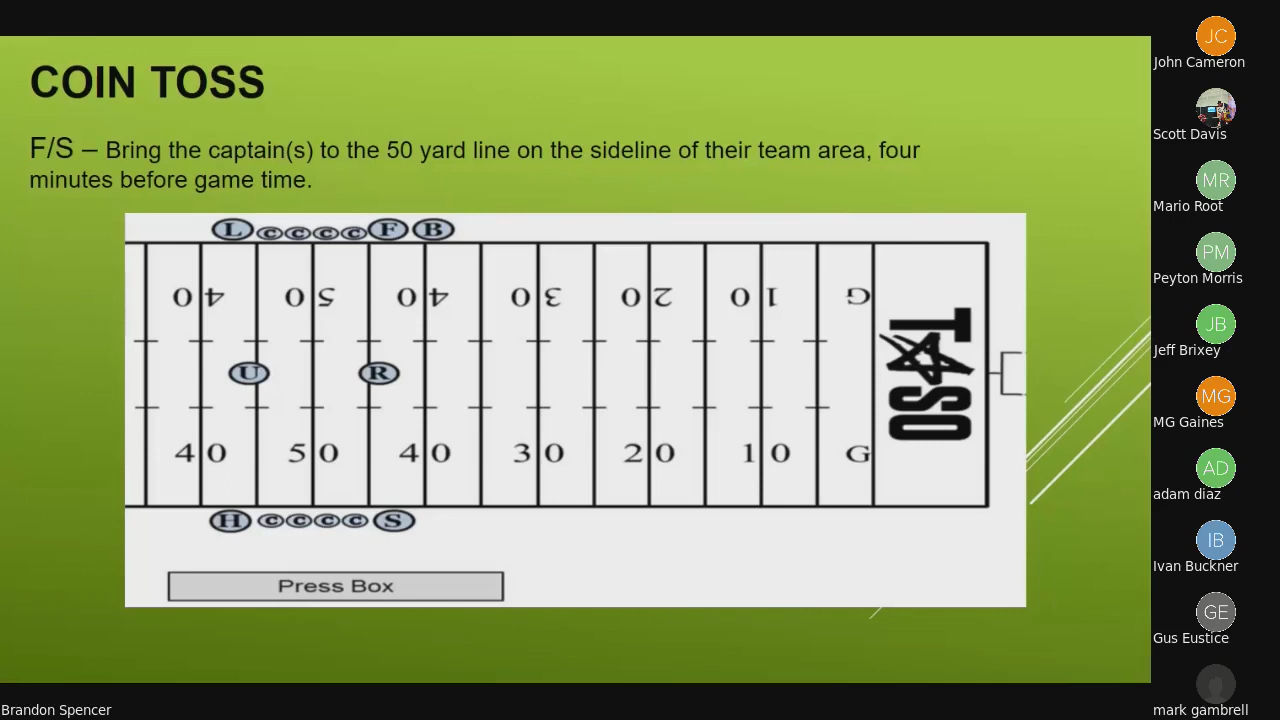 COIN TOSS
F/S – Bring the captain(s) to the 50 yard line on the sideline of their team area, four
minutes before game time.
L C C C C F B
40 50 40 30 20 10 G
U R
TASO
40 50 40 30 20 10 G
H C C C C S
Press Box
JC
John Cameron
Scott Davis
MR
Mario Root
PM
Peyton Morris
JB
Jeff Brixey
MG
MG Gaines
AD
adam diaz
IB
Ivan Buckner
GE
Gus Eustice
mark gambrell
Brandon Spencer